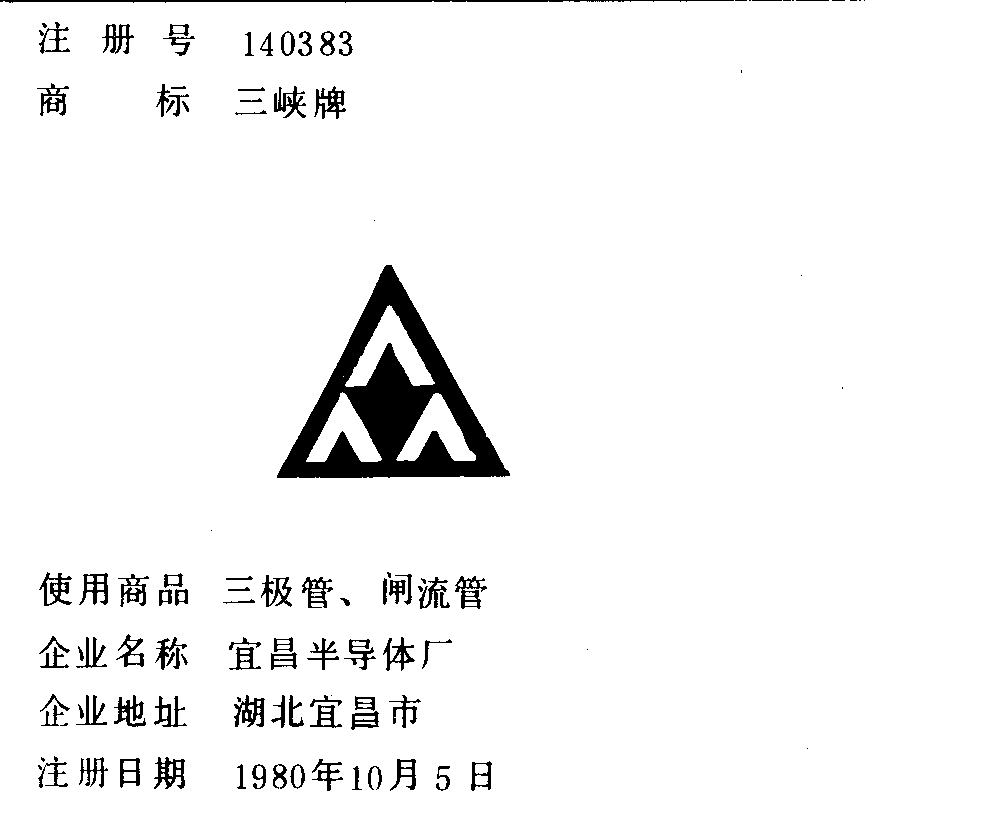 注册号 140383
商标 三峡牌
使用商品 三极管、闸流管
企业名称 宜昌半导体厂
企业地址 湖北宜昌市
注册日期 1980年10月5日